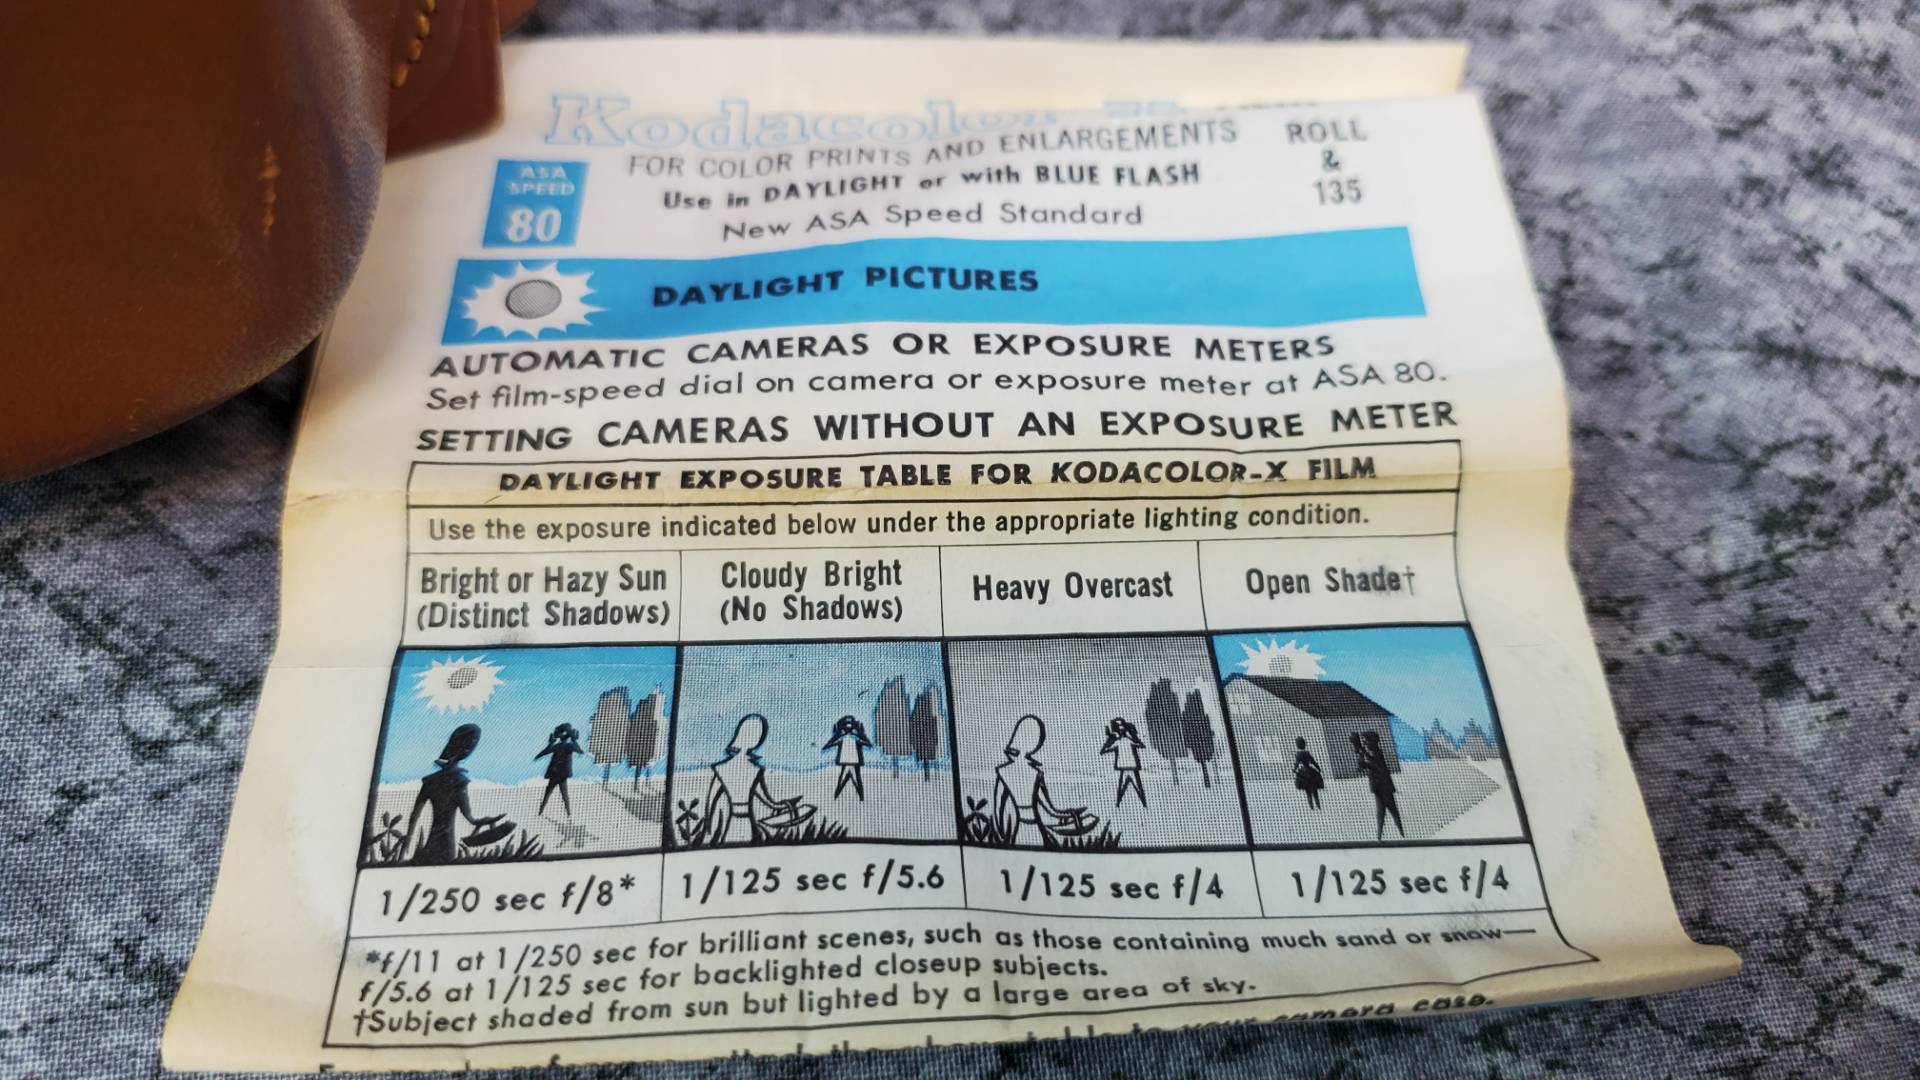 Kodacolor
FOR COLOR PRINTS AND ENLARGEMENTS
ROLL
&
135
ASA
SPEED
80
Use in DAYLIGHT or with BLUE FLASH
New ASA Speed Standard
DAYLIGHT PICTURES
AUTOMATIC CAMERAS OR EXPOSURE METERS
Set film-speed dial on camera or exposure meter at ASA 80.
SETTING CAMERAS WITHOUT AN EXPOSURE METER
DAYLIGHT EXPOSURE TABLE FOR KODACOLOR-X FILM
Use the exposure indicated below under the appropriate lighting condition.
Bright or Hazy Sun
(Distinct Shadows)
Cloudy Bright
(No Shadows)
Heavy Overcast
Open Shade†
1/250 sec f/8*
1/125 sec f/5.6
1/125 sec f/4
1/125 sec f/4
*f/11 at 1/250 sec for brilliant scenes, such as those containing much sand or snow—
f/5.6 at 1/125 sec for backlighted closeup subjects.
†Subject shaded from sun but lighted by a large area of sky.
to your camera case.